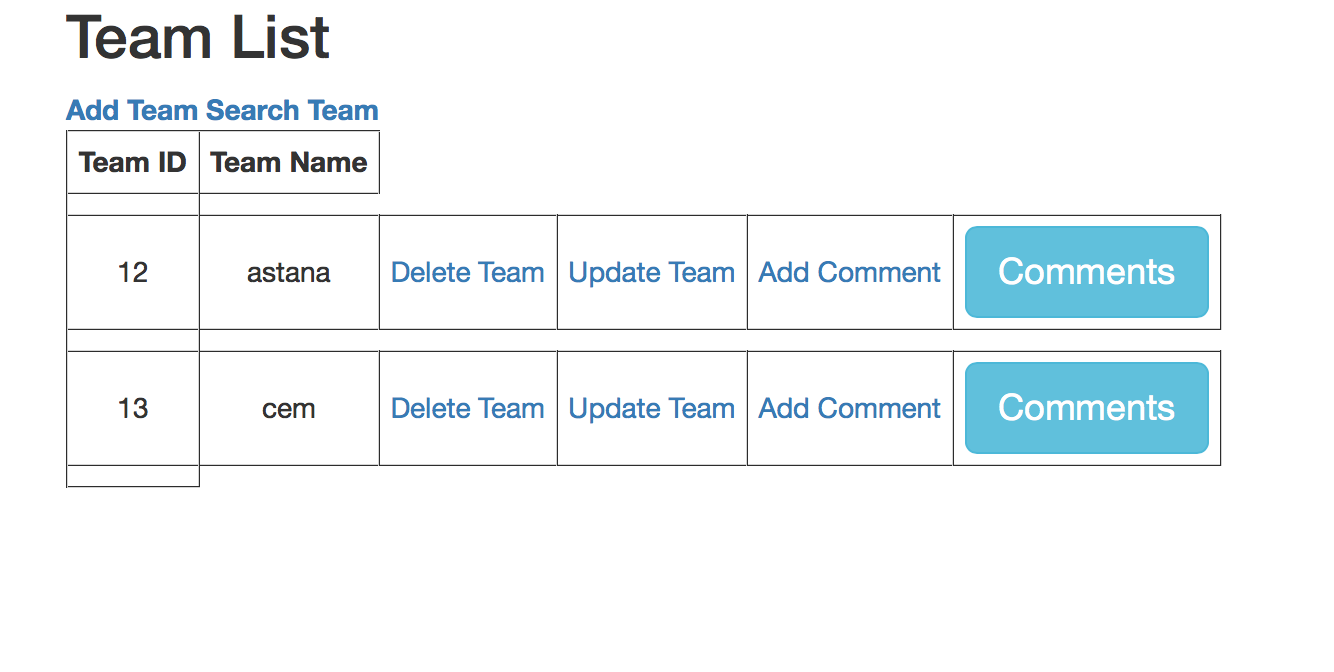 Team List
Add Team Search Team
Team ID Team Name
12 astana Delete Team Update Team Add Comment Comments
13 cem Delete Team Update Team Add Comment Comments